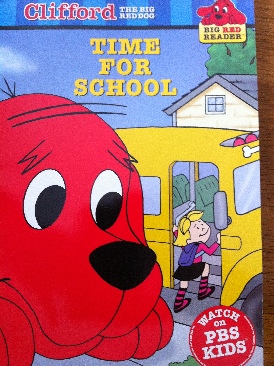 Clifford THE BIG
RED DOG
BIG RED
READER
TIME
FOR
SCHOOL
WATCH
on
PBS
KIDS